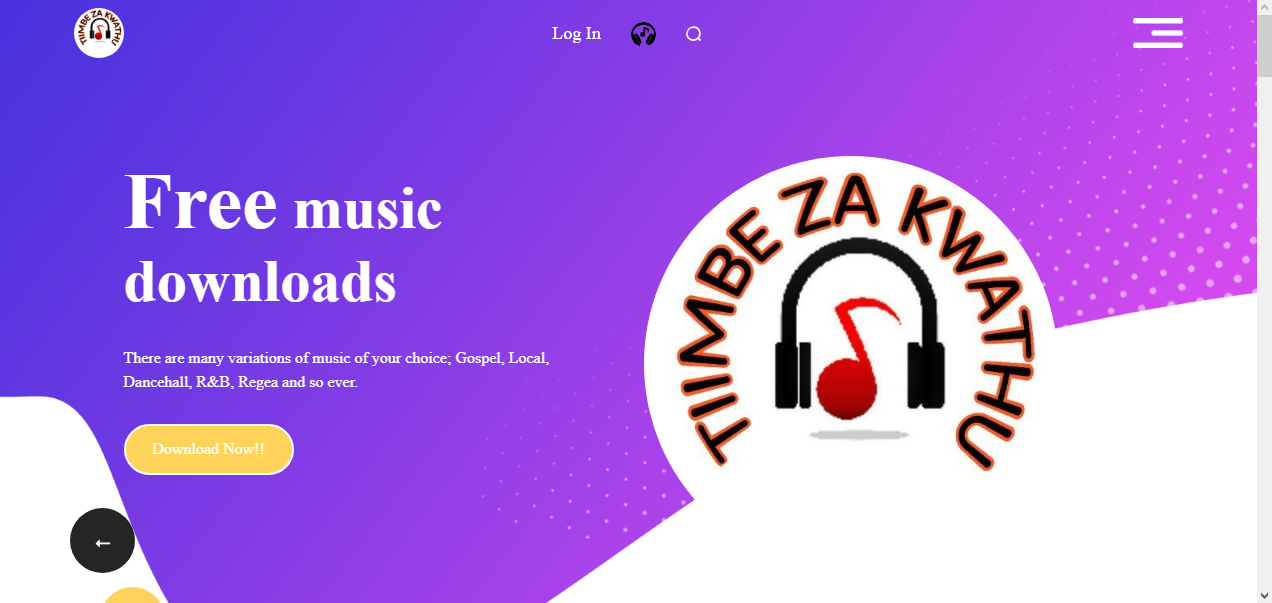 TIIMBE ZA KWATHU
Log In
Free music
downloads
There are many variations of music of your choice; Gospel, Local,
Dancehall, R&B, Regea and so ever.
Download Now!!
TIIMBE ZA KWATHU